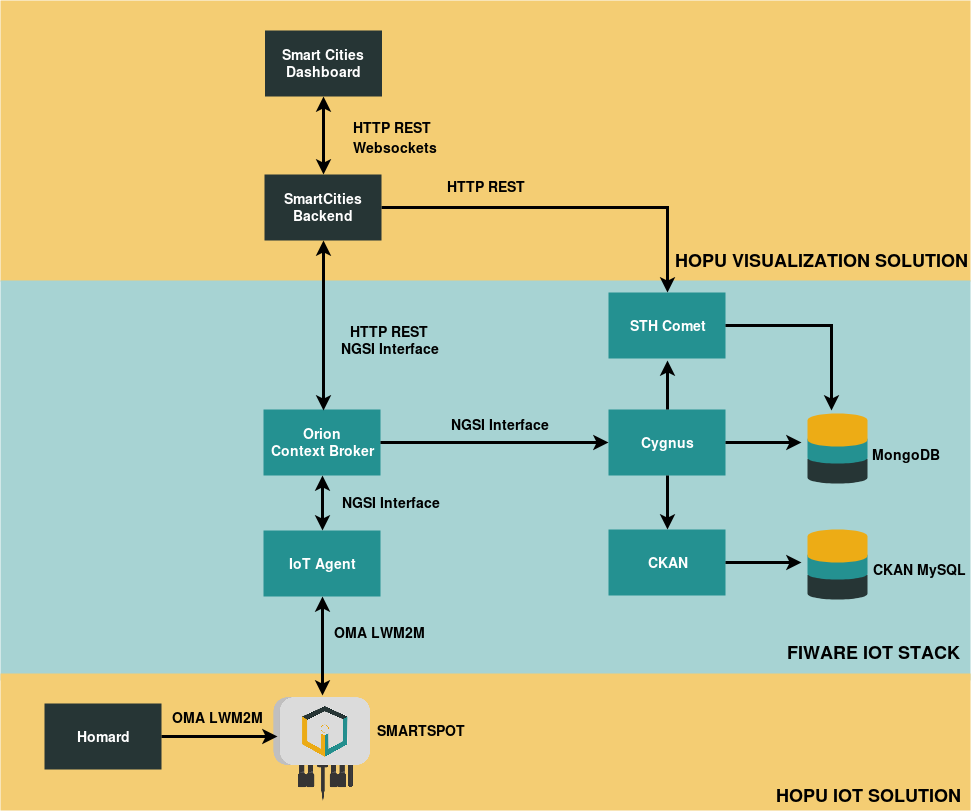 Smart Cities
Dashboard
HTTP REST
Websockets
SmartCities
Backend
HTTP REST
HOPU VISUALIZATION SOLUTION
STH Comet
HTTP REST
NGSI Interface
Orion
Context Broker
NGSI Interface
Cygnus
MongoDB
NGSI Interface
IoT Agent
CKAN
CKAN MySQL
OMA LWM2M
FIWARE IOT STACK
Homard
OMA LWM2M
SMARTSPOT
HOPU IOT SOLUTION